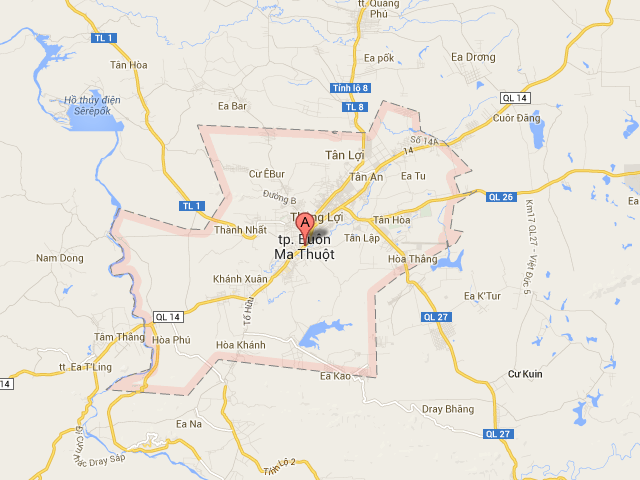 tt. Quảng
Phú
TL 1
Ea pốk
Ea Drơng
Tân Hòa
Tỉnh lộ 8
TL 8
QL 14
Hồ thủy điện
Sêrêpôk
Ea Bar
Cuôr Đăng
Số 14A
14
Tân Lợi
Cư ÊBur
Tân An
Ea Tu
Đường B
TL 1
QL 26
Km17 QL27 - Việt Đức 5
A
Thắng Lợi
Tân Hòa
Thanh Nhất
tp. Buôn
Ma Thuột
Tân Lập
Nam Dong
Hòa Thắng
Khánh Xuân
Ea K'Tur
Tố Hữu
QL 14
QL 27
Tâm Thắng
Hòa Phú
Hòa Khánh
tt. Ea T'Ling
14
Ea Kao
Cư Kuin
Dray Bhăng
Ea Na
QL 27
Tỉnh Lộ 2
Dray Sáp